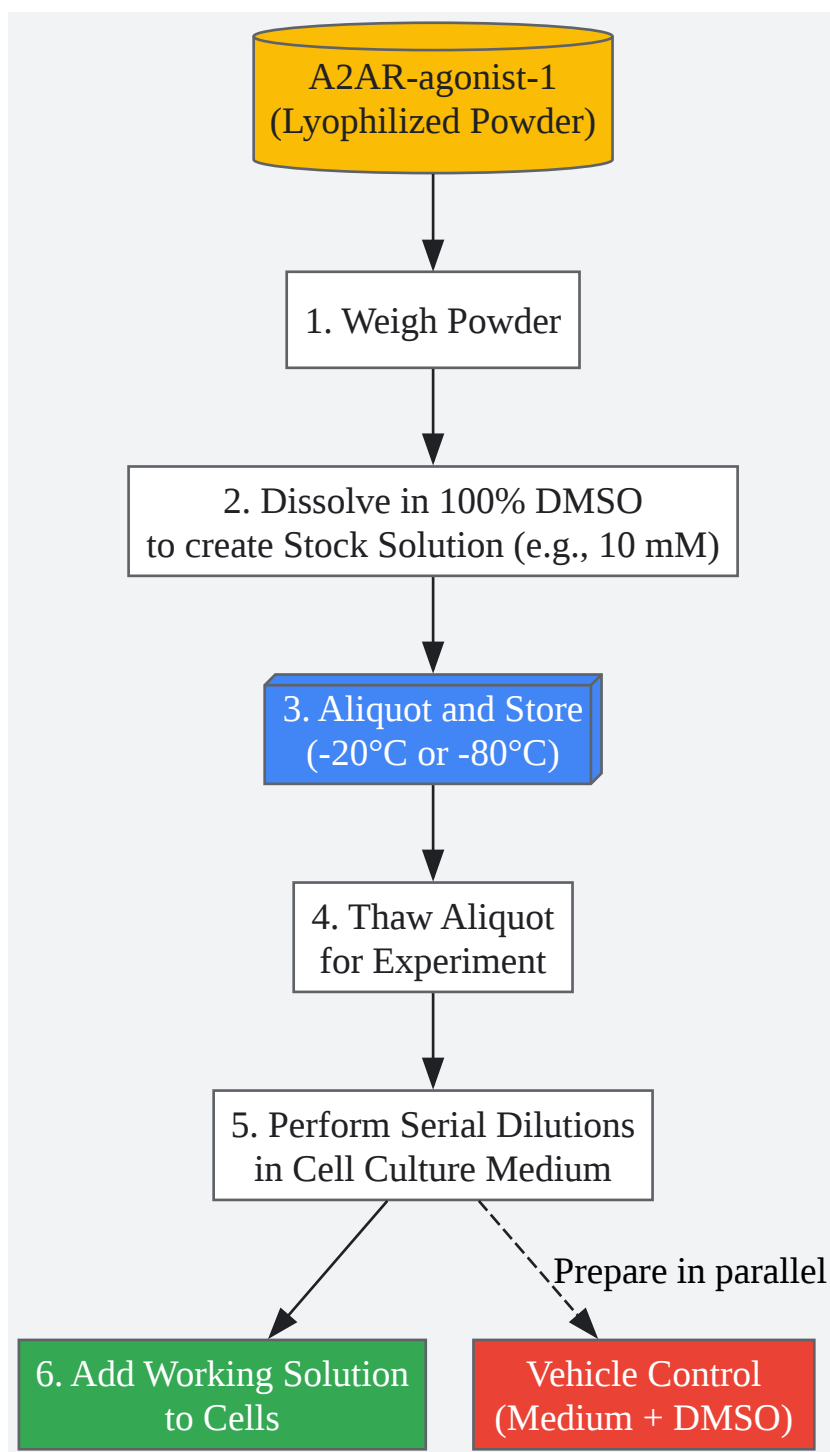 A2AR-agonist-1
(Lyophilized Powder)
1. Weigh Powder
2. Dissolve in 100% DMSO
to create Stock Solution (e.g., 10 mM)
3. Aliquot and Store
(-20°C or -80°C)
4. Thaw Aliquot
for Experiment
5. Perform Serial Dilutions
in Cell Culture Medium
Prepare in parallel
6. Add Working Solution
to Cells
Vehicle Control
(Medium + DMSO)